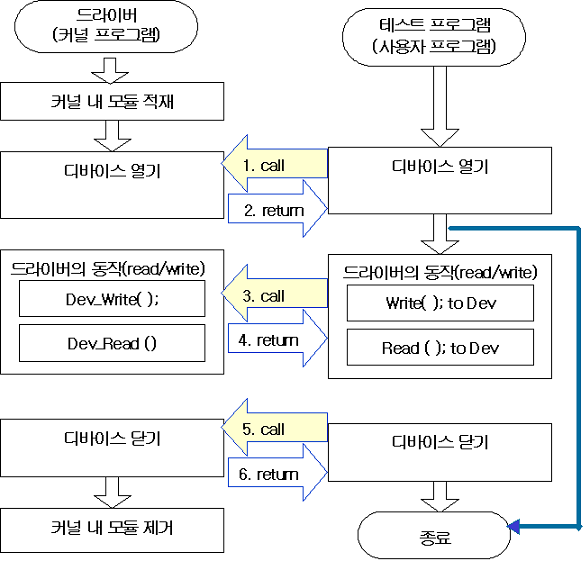 드라이버
(커널 프로그램)
테스트 프로그램
(사용자 프로그램)
커널 내 모듈 적재
디바이스 열기
1. call
디바이스 열기
2. return
드라이버의 동작(read/write)
드라이버의 동작(read/write)
Dev_Write( );
3. call
Write( ); to Dev
Dev_Read ()
4. return
Read ( ); to Dev
디바이스 닫기
5. call
디바이스 닫기
6. return
커널 내 모듈 제거
종료